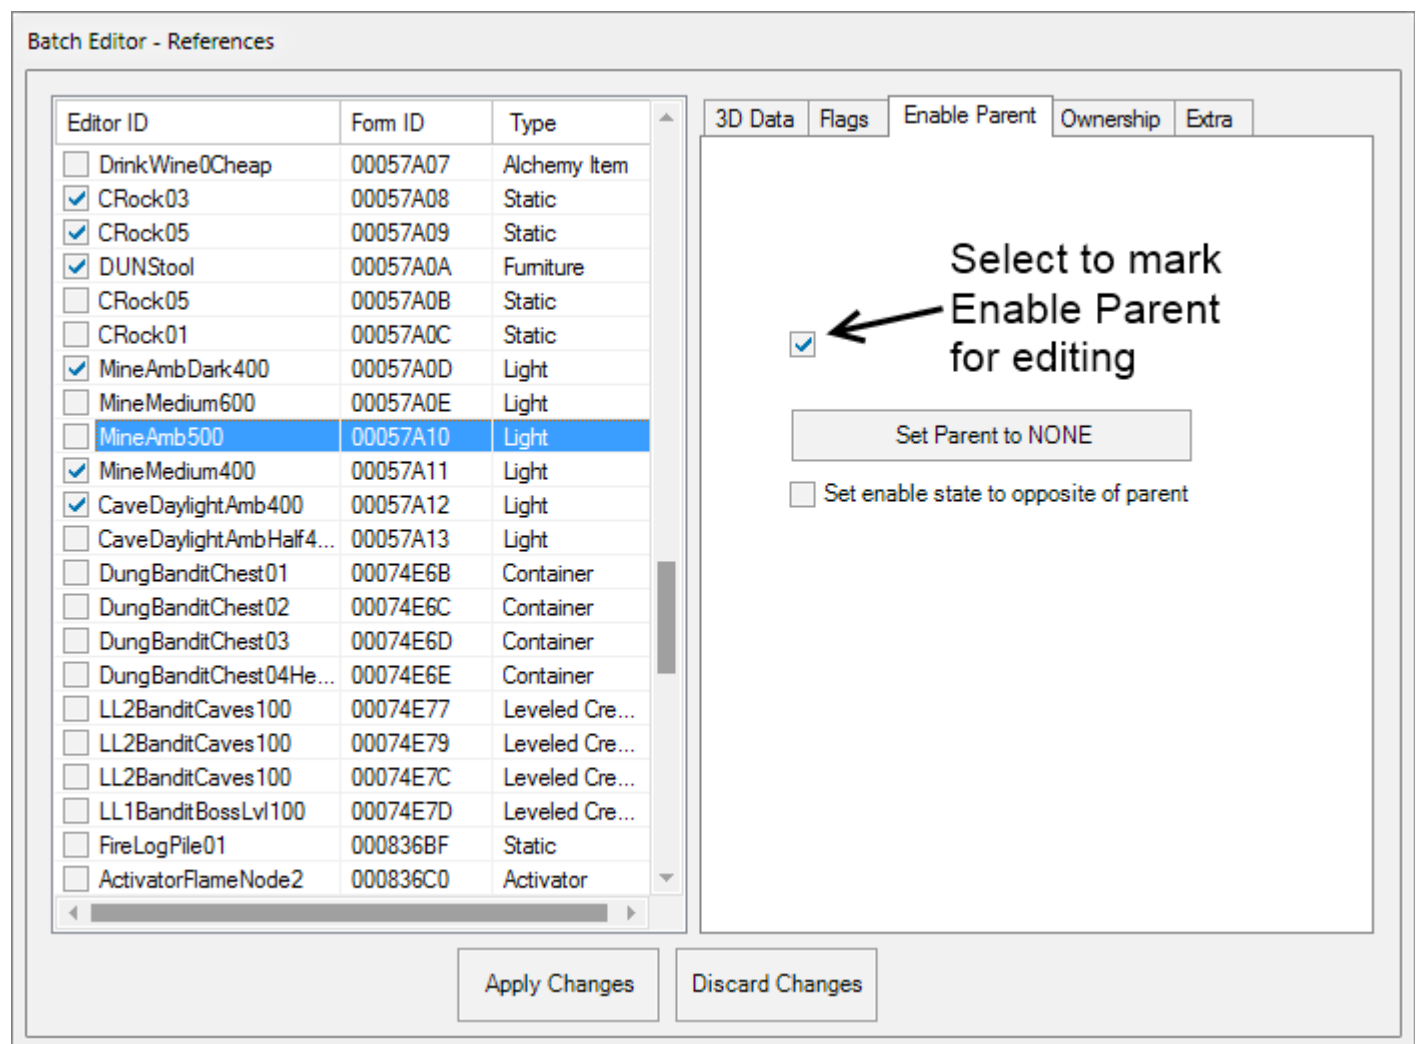 Batch Editor - References
Editor ID Form ID Type
DrinkWine0Cheap 00057A07 Alchemy Item
CRock03 00057A08 Static
CRock05 00057A09 Static
DUNStool 00057A0A Furniture
CRock05 00057A0B Static
CRock01 00057A0C Static
MineAmbDark400 00057A0D Light
MineMedium600 00057A0E Light
MineAmb500 00057A10 Light
MineMedium400 00057A11 Light
CaveDaylightAmb400 00057A12 Light
CaveDaylightAmbHalf4... 00057A13 Light
DungBanditChest01 00074E6B Container
DungBanditChest02 00074E6C Container
DungBanditChest03 00074E6D Container
DungBanditChest04He... 00074E6E Container
LL2BanditCaves100 00074E77 Leveled Cre...
LL2BanditCaves100 00074E79 Leveled Cre...
LL2BanditCaves100 00074E7C Leveled Cre...
LL1BanditBossLvl100 00074E7D Leveled Cre...
FireLogPile01 000836BF Static
ActivatorFlameNode2 000836C0 Activator
3D Data Flags Enable Parent Ownership Extra
Select to mark
Enable Parent
for editing
Set Parent to NONE
Set enable state to opposite of parent
Apply Changes Discard Changes